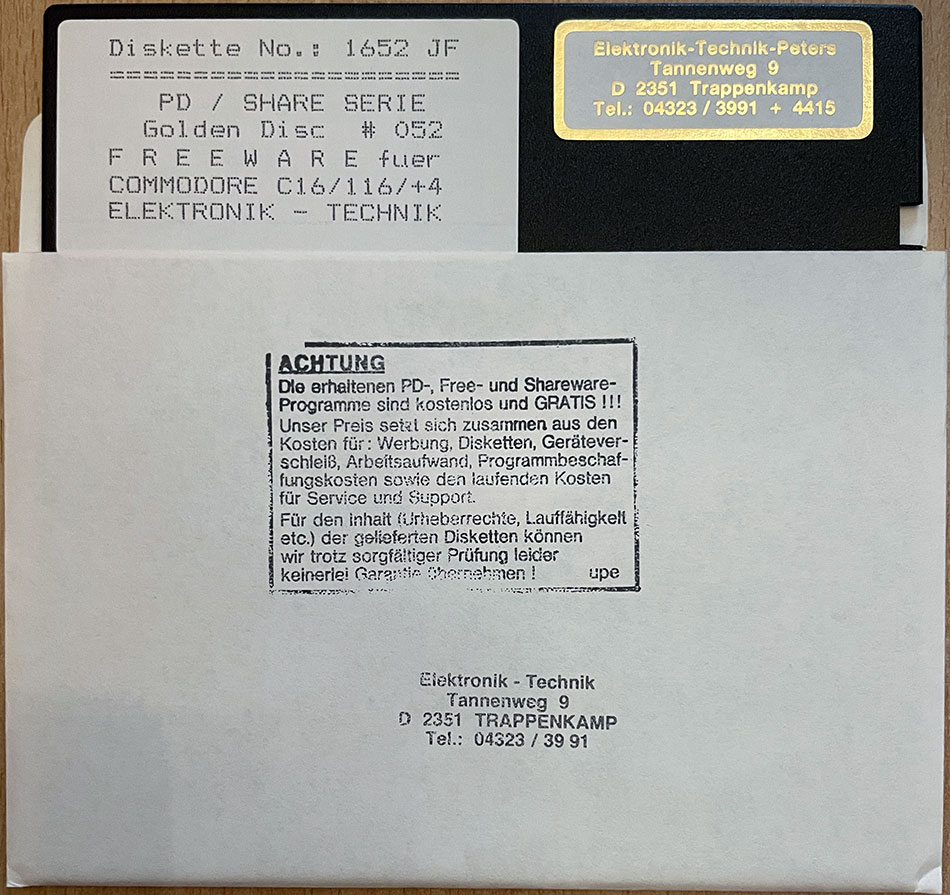 Diskette No.: 1652 JF
=====================
PD / SHARE SERIE
Golden Disc # 052
F R E E W A R E fuer
COMMODORE C16/116/+4
ELEKTRONIK - TECHNIK
Elektronik-Technik-Peters
Tannenweg 9
D 2351 Trappenkamp
Tel.: 04323 / 3991 + 4415
ACHTUNG
Die erhaltenen PD-, Free- und Shareware-
Programme sind kostenlos und GRATIS !!!
Unser Preis setzt sich zusammen aus den
Kosten für: Werbung, Disketten, Gerätever-
schleiß, Arbeitsaufwand, Programmbeschaf-
fungskosten sowie den laufenden Kosten
für Service und Support.
Für den Inhalt (Urheberrechte, Lauffähigkeit
etc.) der gelieferten Disketten können
wir trotz sorgfältiger Prüfung leider
keinerlei Garantie übernehmen ! upe
Elektronik - Technik
Tannenweg 9
D 2351 TRAPPENKAMP
Tel.: 04323 / 39 91